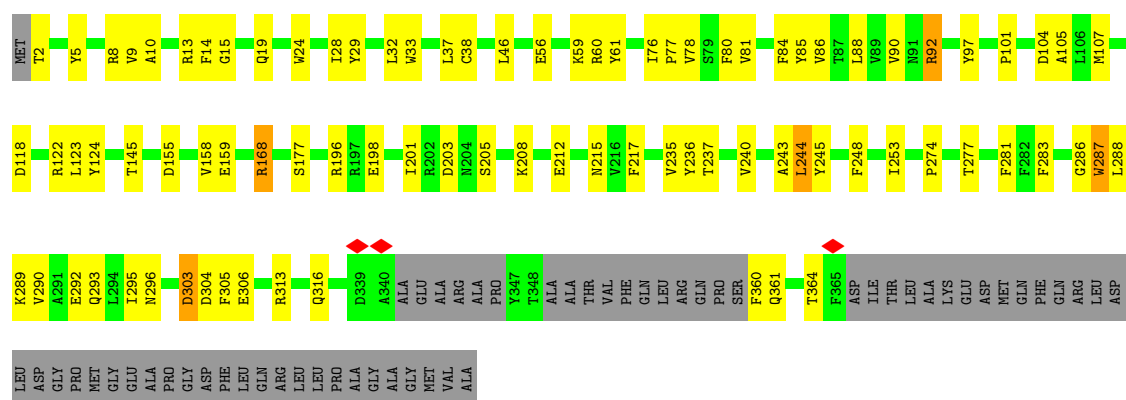 MET T2 Y5 R8 V9 A10 R13 F14 G15 Q19 W24 I28 Y29 L32 W33 L37 C38 L46 E56 K59 R60 Y61 I76 P77 V78 S79 F80 V81 F84 Y85 V86 T87 L88 V89 V90 N91 R92 Y97 P101 D104 A105 L106 M107
D118 R122 L123 Y124 T145 D155 V158 E159 R168 S177 R196 R197 E198 I201 R202 D203 N204 S205 K208 E212 N215 V216 F217 V235 Y236 T237 V240 A243 L244 Y245 F248 I253 P274 T277 F281 F282 F283 G286 W287 L288
K289 V290 A291 E292 Q293 L294 I295 N296 D303 D304 F305 E306 R313 Q316 D339 A340 ALA GLU ALA ARG ALA PRO Y347 T348 ALA ALA THR VAL PHE GLN LEU ARG GLN PRO SER F360 Q361 T364 F365 ASP ILE THR LEU ALA LYS GLU ASP MET GLN PHE GLN ARG LEU ASP
LEU ASP GLY PRO MET GLY GLU ALA PRO GLY ASP PHE LEU GLN ARG LEU LEU PRO ALA GLY ALA GLY MET VAL ALA